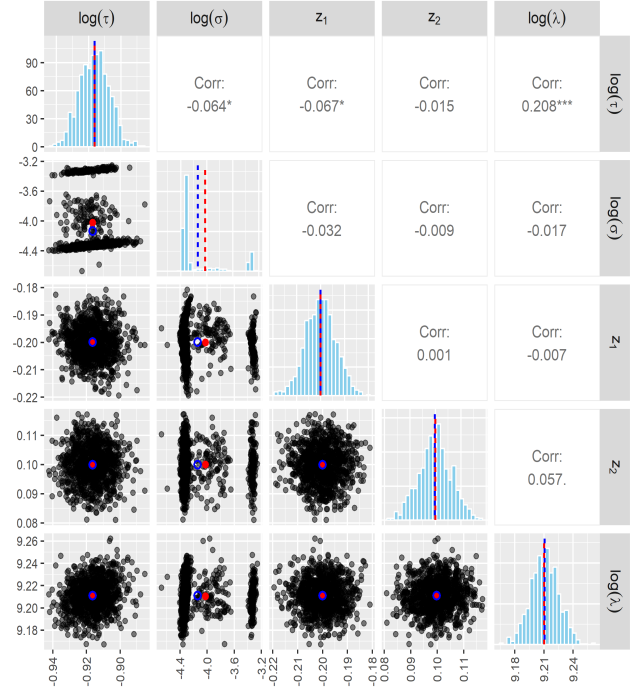 log(τ) log(σ) z1 z2 log(λ)
90
60
30
0
Corr:
-0.064*
Corr:
-0.067*
Corr:
-0.015
Corr:
0.208***
log(τ)
-3.2
-3.6
-4.0
-4.4
Corr:
-0.032
Corr:
-0.009
Corr:
-0.017
log(σ)
-0.18
-0.19
-0.20
-0.21
-0.22
Corr:
0.001
Corr:
-0.007
z1
0.11
0.10
0.09
0.08
Corr:
0.057.
z2
9.26
9.24
9.21
9.18
log(λ)
-0.94 -0.92 -0.90
-4.4 -4.0 -3.6 -3.2
-0.22 -0.21 -0.20 -0.19 -0.18
0.08 0.09 0.10 0.11
9.18 9.21 9.24